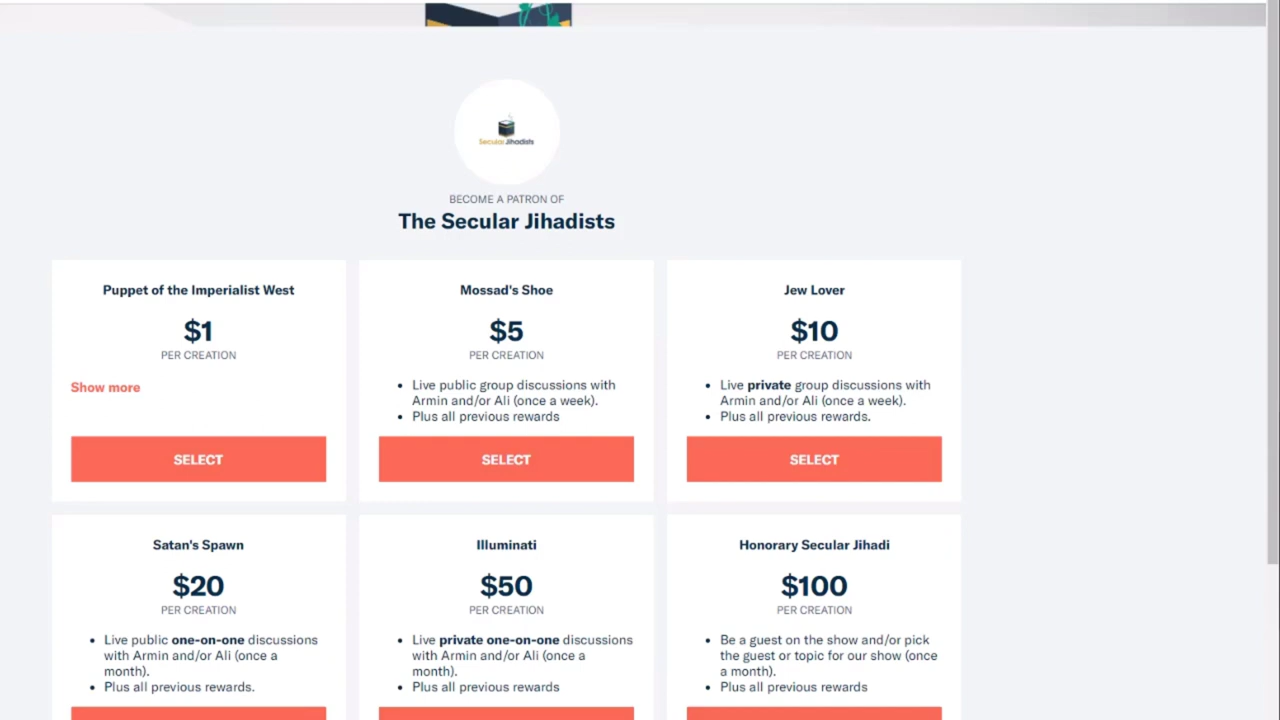 Secular Jihadists
BECOME A PATRON OF
The Secular Jihadists
Puppet of the Imperialist West
$1
PER CREATION
Show more
SELECT
Mossad's Shoe
$5
PER CREATION
• Live public group discussions with
Armin and/or Ali (once a week).
• Plus all previous rewards
SELECT
Jew Lover
$10
PER CREATION
• Live private group discussions with
Armin and/or Ali (once a week).
• Plus all previous rewards.
SELECT
Satan's Spawn
$20
PER CREATION
• Live public one-on-one discussions
with Armin and/or Ali (once a
month).
• Plus all previous rewards.
Illuminati
$50
PER CREATION
• Live private one-on-one discussions
with Armin and/or Ali (once a
month).
• Plus all previous rewards
Honorary Secular Jihadi
$100
PER CREATION
• Be a guest on the show and/or pick
the guest or topic for our show (once
a month).
• Plus all previous rewards